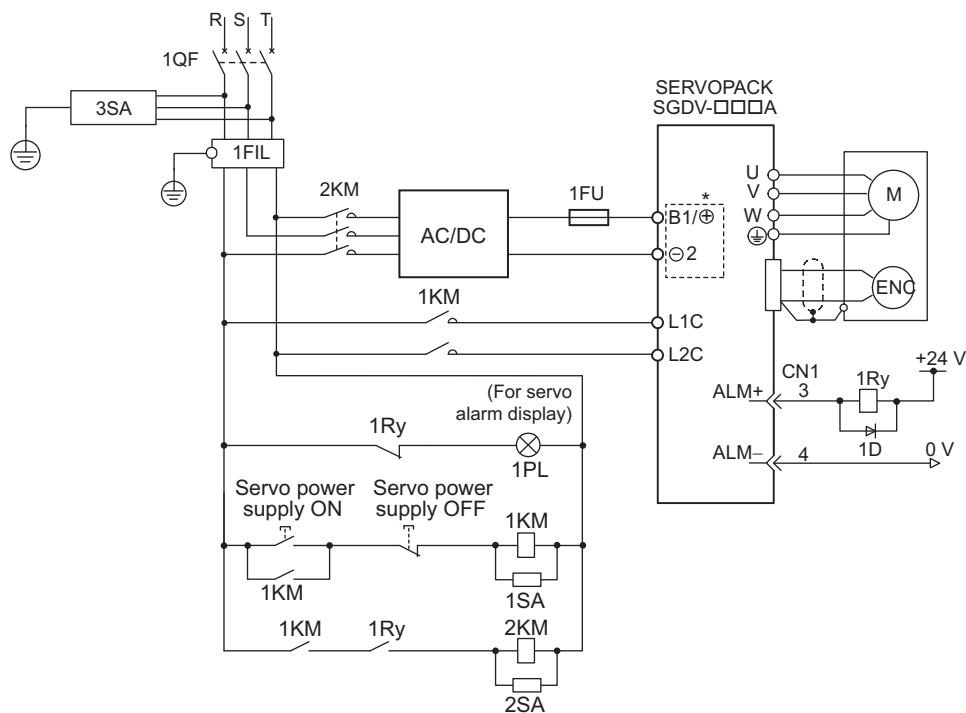 R S T
1QF
3SA
1FIL
2KM
AC/DC
1FU
SERVOPACK
SGDV-□□□A
*
B1/⊕
⊖2
U
V
W
M
ENC
1KM
L1C
L2C
CN1
ALM+ 3
1Ry
+24 V
1D
ALM− 4
0 V
(For servo
alarm display)
1Ry
1PL
Servo power
supply ON
Servo power
supply OFF
1KM
1KM
1SA
1KM
1Ry
2KM
2SA